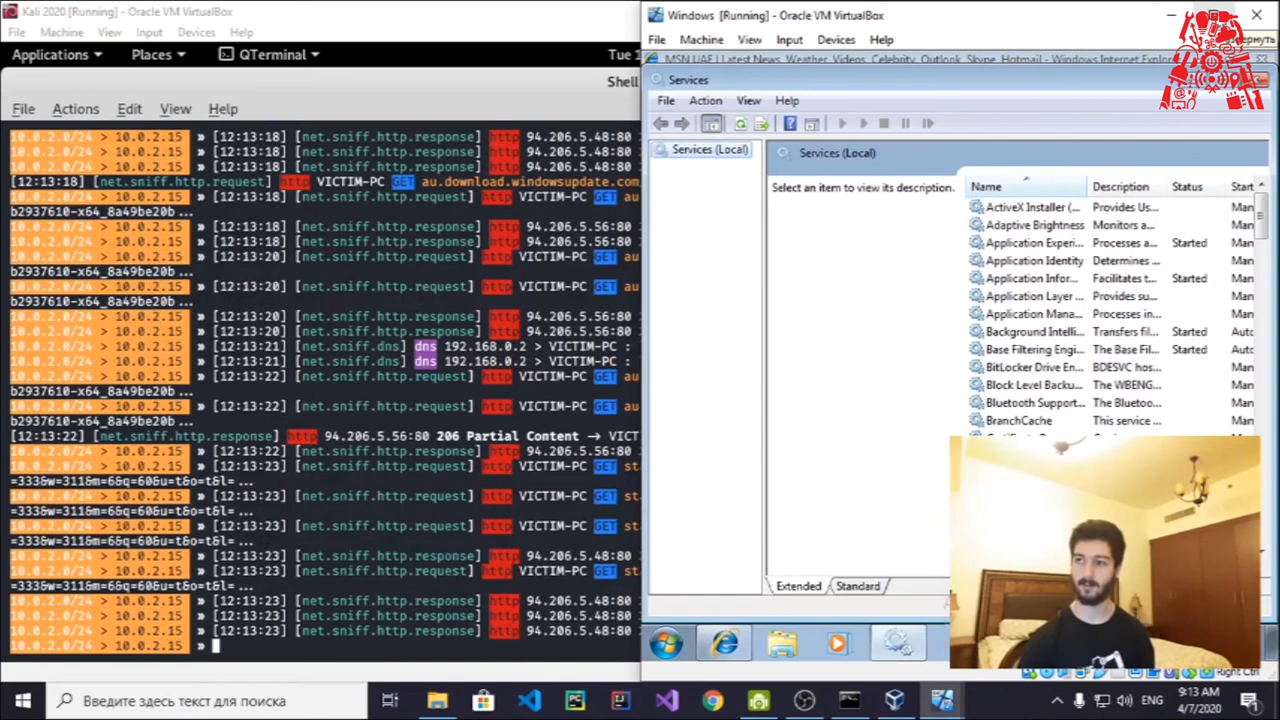 Kali 2020 [Running] - Oracle VM VirtualBox
File Machine View Input Devices Help
Applications Places QTerminal Tue 1
Shell
File Actions Edit View Help
10.0.2.0/24 > 10.0.2.15 » [12:13:18] [net.sniff.http.response] http 94.206.5.48:80
10.0.2.0/24 > 10.0.2.15 » [12:13:18] [net.sniff.http.response] http 94.206.5.48:80
10.0.2.0/24 > 10.0.2.15 » [12:13:18] [net.sniff.http.response] http 94.206.5.48:80
[12:13:18] [net.sniff.http.request] http VICTIM-PC GET au.download.windowsupdate.com
10.0.2.0/24 > 10.0.2.15 » [12:13:18] [net.sniff.http.request] http VICTIM-PC GET au
b2937610-x64_8a49be20b ...
10.0.2.0/24 > 10.0.2.15 » [12:13:18] [net.sniff.http.response] http 94.206.5.56:80
10.0.2.0/24 > 10.0.2.15 » [12:13:18] [net.sniff.http.response] http 94.206.5.56:80
10.0.2.0/24 > 10.0.2.15 » [12:13:20] [net.sniff.http.request] http VICTIM-PC GET au
b2937610-x64_8a49be20b ...
10.0.2.0/24 > 10.0.2.15 » [12:13:20] [net.sniff.http.request] http VICTIM-PC GET au
b2937610-x64_8a49be20b ...
10.0.2.0/24 > 10.0.2.15 » [12:13:20] [net.sniff.http.response] http 94.206.5.56:80
10.0.2.0/24 > 10.0.2.15 » [12:13:20] [net.sniff.http.response] http 94.206.5.56:80
10.0.2.0/24 > 10.0.2.15 » [12:13:21] [net.sniff.dns] dns 192.168.0.2 > VICTIM-PC :
10.0.2.0/24 > 10.0.2.15 » [12:13:21] [net.sniff.dns] dns 192.168.0.2 > VICTIM-PC :
10.0.2.0/24 > 10.0.2.15 » [12:13:22] [net.sniff.http.request] http VICTIM-PC GET au
b2937610-x64_8a49be20b ...
10.0.2.0/24 > 10.0.2.15 » [12:13:22] [net.sniff.http.request] http VICTIM-PC GET au
b2937610-x64_8a49be20b ...
[12:13:22] [net.sniff.http.response] http 94.206.5.56:80 206 Partial Content → VICT
10.0.2.0/24 > 10.0.2.15 » [12:13:22] [net.sniff.http.response] http 94.206.5.56:80
10.0.2.0/24 > 10.0.2.15 » [12:13:23] [net.sniff.http.request] http VICTIM-PC GET st
=333&w=311&m=6&q=60&u=t&o=t&l= ...
10.0.2.0/24 > 10.0.2.15 » [12:13:23] [net.sniff.http.request] http VICTIM-PC GET st
=333&w=311&m=6&q=60&u=t&o=t&l= ...
10.0.2.0/24 > 10.0.2.15 » [12:13:23] [net.sniff.http.request] http VICTIM-PC GET st
=333&w=311&m=6&q=60&u=t&o=t&l= ...
10.0.2.0/24 > 10.0.2.15 » [12:13:23] [net.sniff.http.response] http 94.206.5.48:80
10.0.2.0/24 > 10.0.2.15 » [12:13:23] [net.sniff.http.request] http VICTIM-PC GET st
=333&w=311&m=6&q=60&u=t&o=t&l= ...
10.0.2.0/24 > 10.0.2.15 » [12:13:23] [net.sniff.http.response] http 94.206.5.48:80
10.0.2.0/24 > 10.0.2.15 » [12:13:23] [net.sniff.http.response] http 94.206.5.48:80
10.0.2.0/24 > 10.0.2.15 » [12:13:23] [net.sniff.http.response] http 94.206.5.48:80
10.0.2.0/24 > 10.0.2.15 »
Windows [Running] - Oracle VM VirtualBox
File Machine View Input Devices Help
MSN UAE | Latest News, Weather, Videos, Celebrity, Outlook, Skype, Hotmail - Windows Internet Explor
Services
File Action View Help
Services (Local)
Services (Local)
Select an item to view its description.
Name Description Status Start
ActiveX Installer (... Provides Us... Man
Adaptive Brightness Monitors a... Man
Application Experi... Processes a... Started Man
Application Identity Determines ... Man
Application Infor... Facilitates t... Started Man
Application Layer ... Provides su... Man
Application Mana... Processes in... Man
Background Intelli... Transfers fil... Started Auto
Base Filtering Engi... The Base Fil... Started Auto
BitLocker Drive En... BDESVC hos... Man
Block Level Backu... The WBENG... Man
Bluetooth Support... The Bluetoo... Man
BranchCache This service ... Man
Extended Standard
Right Ctrl
Введите здесь текст для поиска
ENG
9:13 AM
4/7/2020